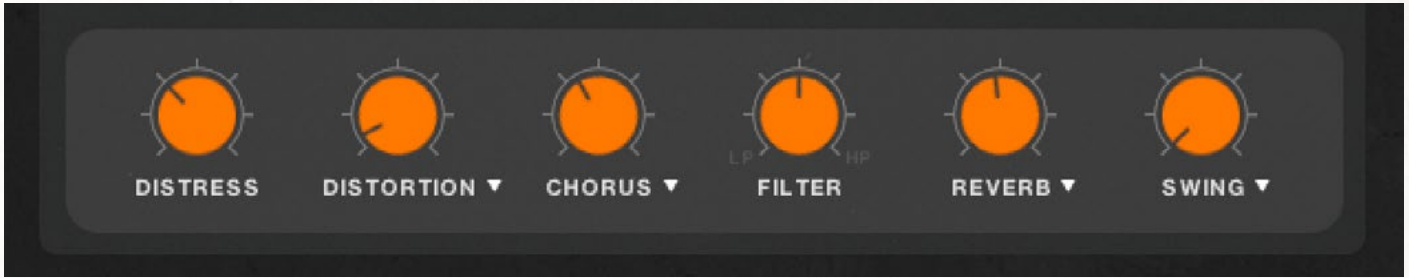 LP HP
DISTRESS DISTORTION ▼ CHORUS ▼ FILTER REVERB ▼ SWING ▼